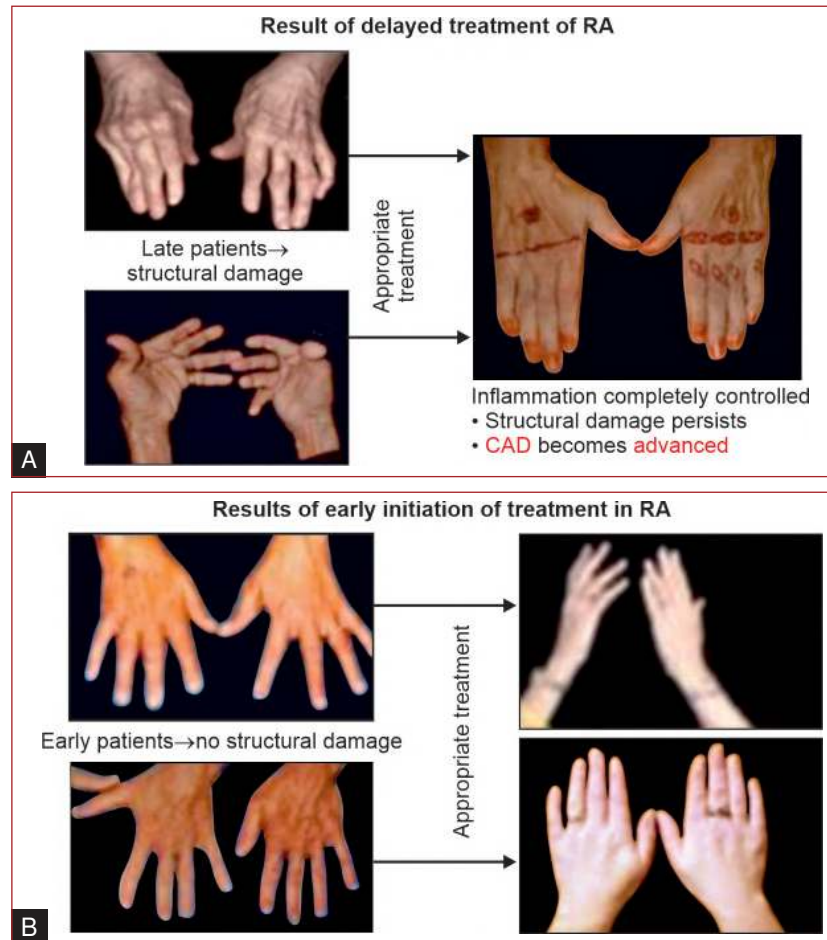 Result of delayed treatment of RA
Late patients→
structural damage
Appropriate
treatment
Inflammation completely controlled
• Structural damage persists
• CAD becomes advanced
A
Results of early initiation of treatment in RA
Early patients→no structural damage
Appropriate treatment
B